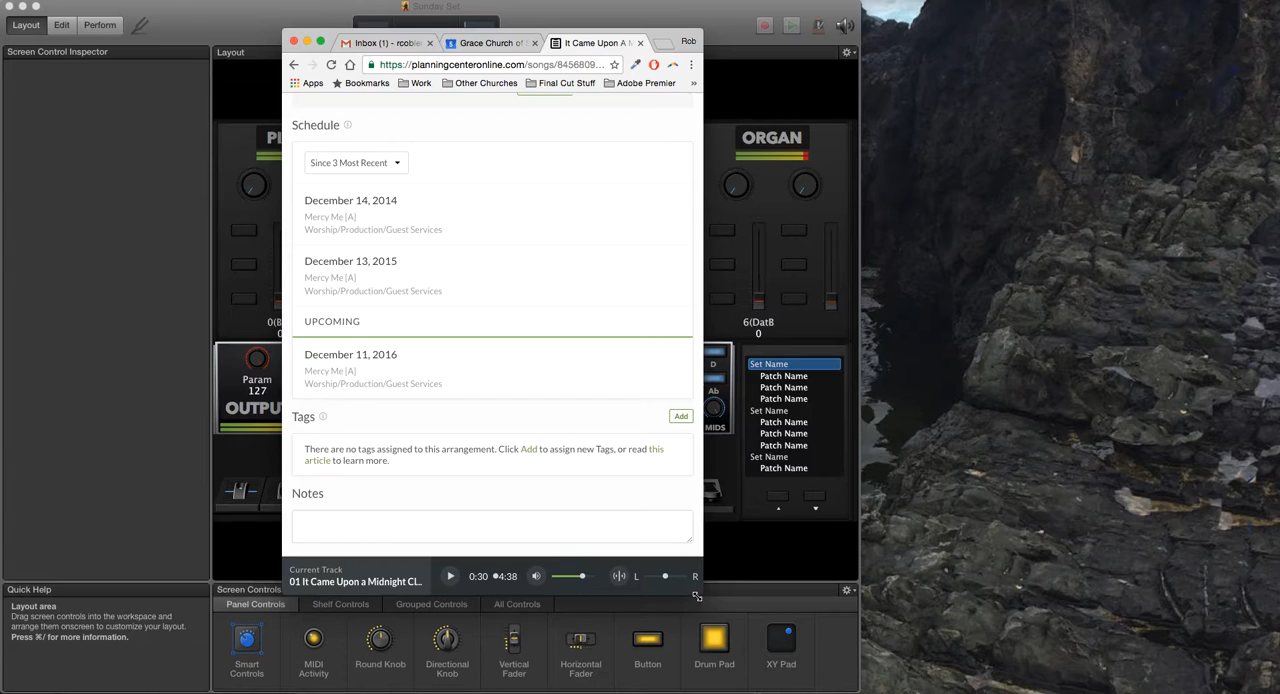 Sunday Set
Layout
Edit
Perform
Screen Control Inspector
Layout
Inbox (1) - rcoble
Grace Church of
It Came Upon A
Rob
https://planningcenteronline.com/songs/8456809...
Apps
Bookmarks
Work
Other Churches
Final Cut Stuff
Adobe Premier
»
Schedule
Since 3 Most Recent
December 14, 2014
Mercy Me [A]
Worship/Production/Guest Services
December 13, 2015
Mercy Me [A]
Worship/Production/Guest Services
UPCOMING
December 11, 2016
Mercy Me [A]
Worship/Production/Guest Services
Tags
Add
There are no tags assigned to this arrangement. Click Add to assign new Tags, or read this
article to learn more.
Notes
Current Track
01 It Came Upon a Midnight Cl...
0:30
4:38
L
R
ORGAN
0(B
0
6(DatB
0
Param
127
OUTPU
D
Ab
MIDS
Set Name
Patch Name
Patch Name
Patch Name
Set Name
Patch Name
Patch Name
Patch Name
Set Name
Patch Name
Quick Help
Layout area
Drag screen controls into the workspace and
arrange them onscreen to customize your layout.
Press ⌘/ for more information.
Screen Controls
Panel Controls
Shelf Controls
Grouped Controls
All Controls
Smart
Controls
MIDI
Activity
Round Knob
Directional
Knob
Vertical
Fader
Horizontal
Fader
Button
Drum Pad
XY Pad